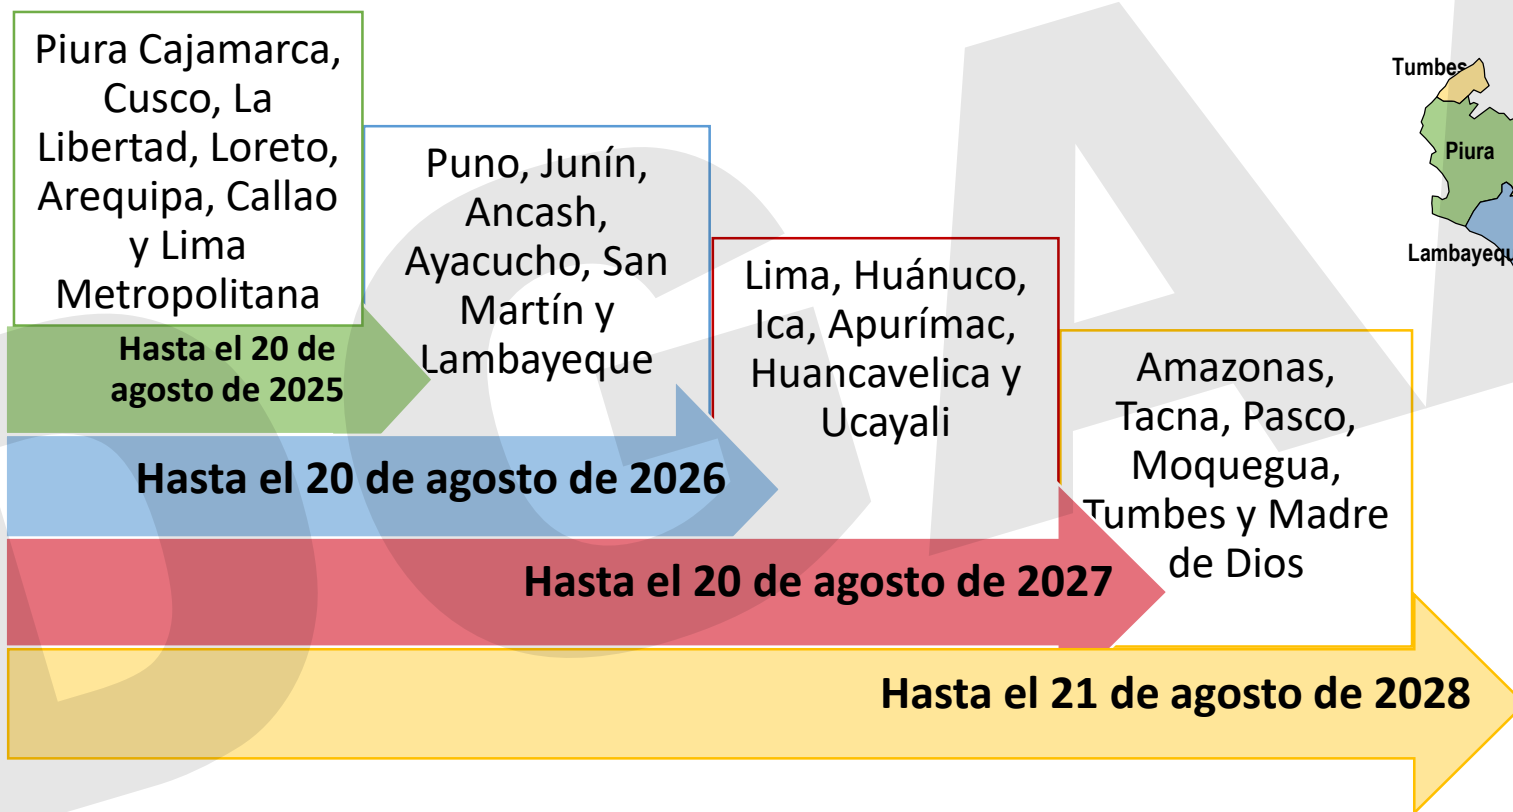 Piura Cajamarca,
Cusco, La
Libertad, Loreto,
Arequipa, Callao
y Lima
Metropolitana
Hasta el 20 de
agosto de 2025
Puno, Junín,
Ancash,
Ayacucho, San
Martín y
Lambayeque
Hasta el 20 de agosto de 2026
Lima, Huánuco,
Ica, Apurímac,
Huancavelica y
Ucayali
Hasta el 20 de agosto de 2027
Amazonas,
Tacna, Pasco,
Moquegua,
Tumbes y Madre
de Dios
Hasta el 21 de agosto de 2028
Tumbes
Piura
Lambayequ
DGA